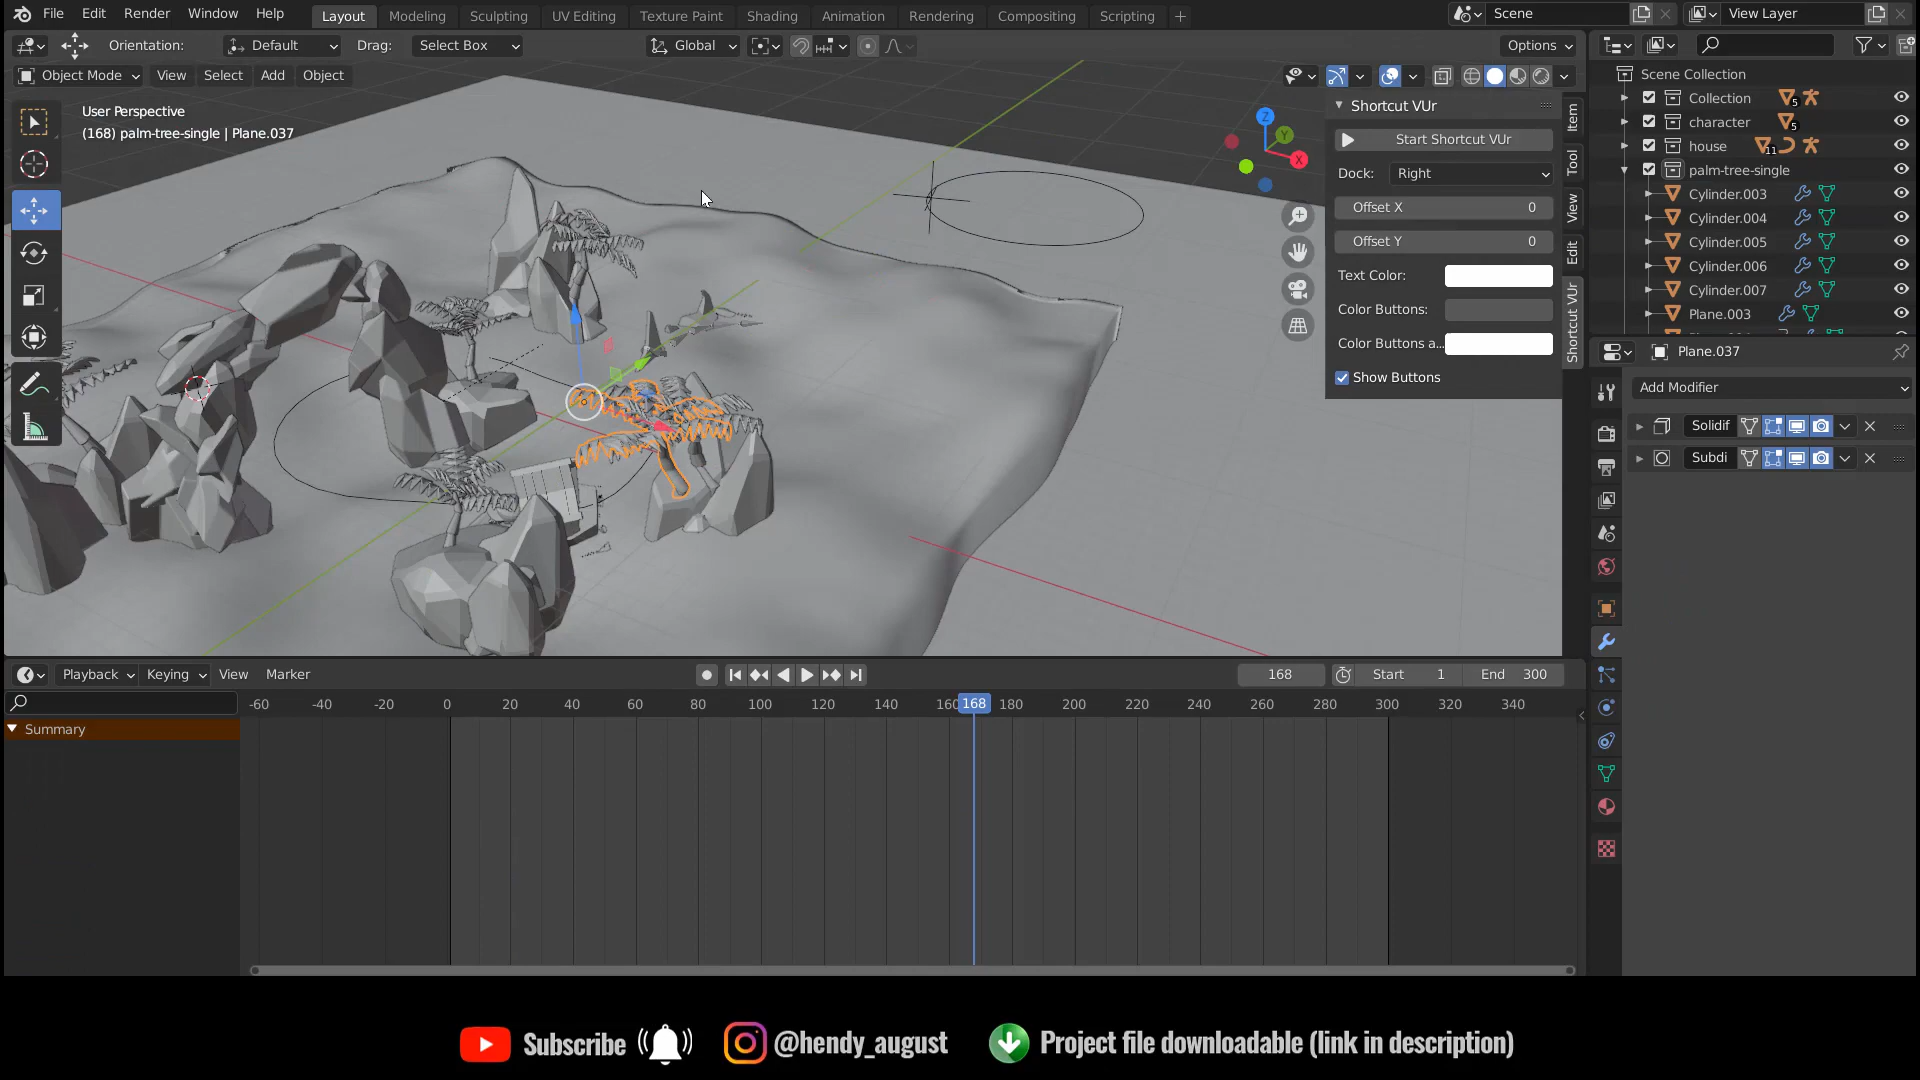 File Edit Render Window Help Layout Modeling Sculpting UV Editing Texture Paint Shading Animation Rendering Compositing Scripting Scene View Layer
Orientation: Default Drag: Select Box Global Options
Object Mode View Select Add Object
User Perspective
(168) palm-tree-single | Plane.037
Z
Y
X
Shortcut VUr
Start Shortcut VUr
Dock: Right
Offset X 0
Offset Y 0
Text Color:
Color Buttons:
Color Buttons a...
Show Buttons
Item
Tool
View
Edit
Shortcut VUr
Scene Collection
Collection 5
character 5
house 11
palm-tree-single
Cylinder.003
Cylinder.004
Cylinder.005
Cylinder.006
Cylinder.007
Plane.003
Plane.037
Add Modifier
Solidif
Subdi
Playback Keying View Marker 168 Start 1 End 300
-60 -40 -20 0 20 40 60 80 100 120 140 160 168 180 200 220 240 260 280 300 320 340
Summary
Subscribe @hendy_august Project file downloadable (link in description)